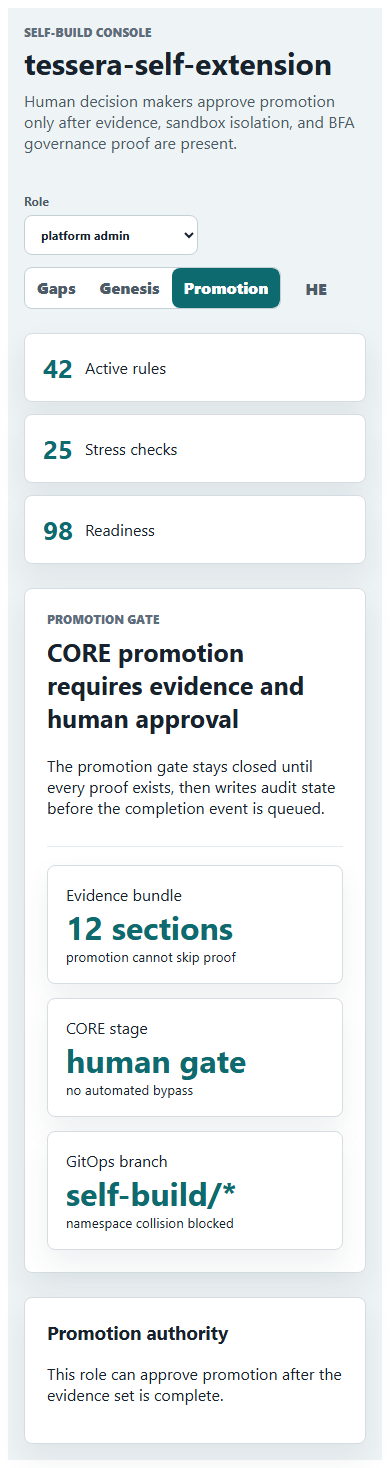 SELF-BUILD CONSOLE
tessera-self-extension
Human decision makers approve promotion
only after evidence, sandbox isolation, and BFA
governance proof are present.
Role
platform admin
Gaps Genesis Promotion HE
42 Active rules
25 Stress checks
98 Readiness
PROMOTION GATE
CORE promotion
requires evidence and
human approval
The promotion gate stays closed until
every proof exists, then writes audit state
before the completion event is queued.
Evidence bundle
12 sections
promotion cannot skip proof
CORE stage
human gate
no automated bypass
GitOps branch
self-build/*
namespace collision blocked
Promotion authority
This role can approve promotion after the
evidence set is complete.